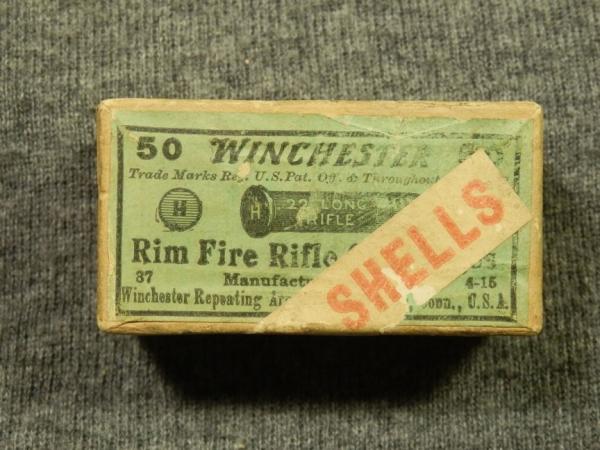 50 WINCHESTER 50
Trade Marks Reg. U.S. Pat. Off. & Throughout
H
H 22 LONG
RIFLE
Rim Fire Rifle
37 Manufactu 4-15
Winchester Repeating Ar Conn., U.S.A.
SHELLS